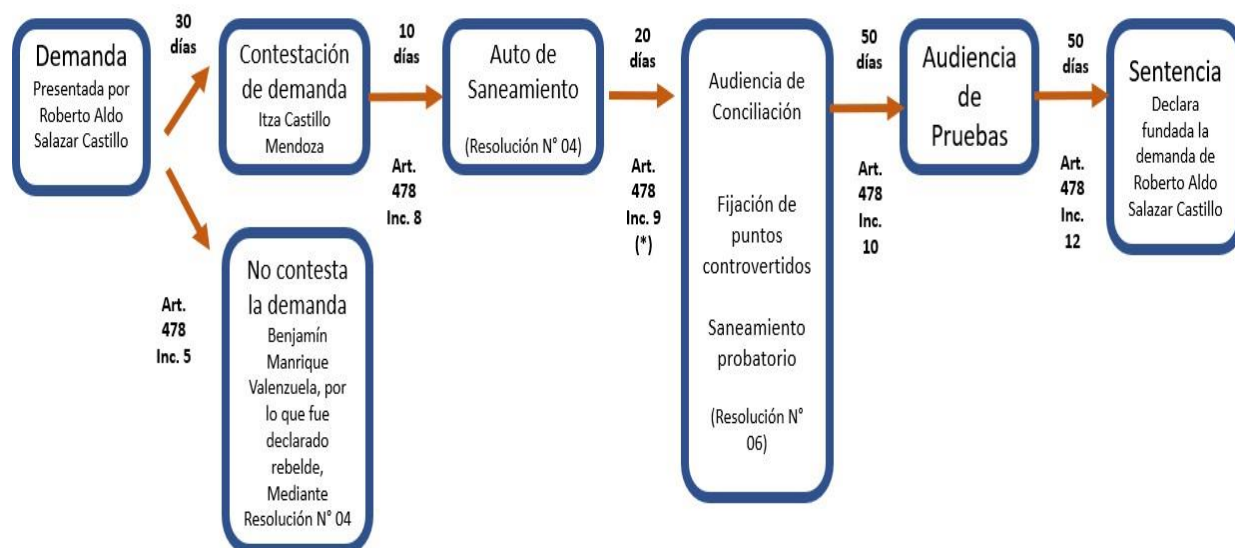 Demanda
Presentada por
Roberto Aldo
Salazar Castillo
30
días
Art.
478
Inc. 5
Contestación
de demanda
Itza Castillo
Mendoza
No contesta
la demanda
Benjamín
Manrique
Valenzuela, por
lo que fue
declarado
rebelde,
Mediante
Resolución N° 04
10
días
Art.
478
Inc. 8
Auto de
Saneamiento
(Resolución N° 04)
20
días
Art.
478
Inc. 9
(*)
Audiencia de
Conciliación
Fijación de
puntos
controvertidos
Saneamiento
probatorio
(Resolución N°
06)
50
días
Art.
478
Inc.
10
Audiencia
de
Pruebas
50
días
Art.
478
Inc.
12
Sentencia
Declara
fundada la
demanda de
Roberto Aldo
Salazar Castillo